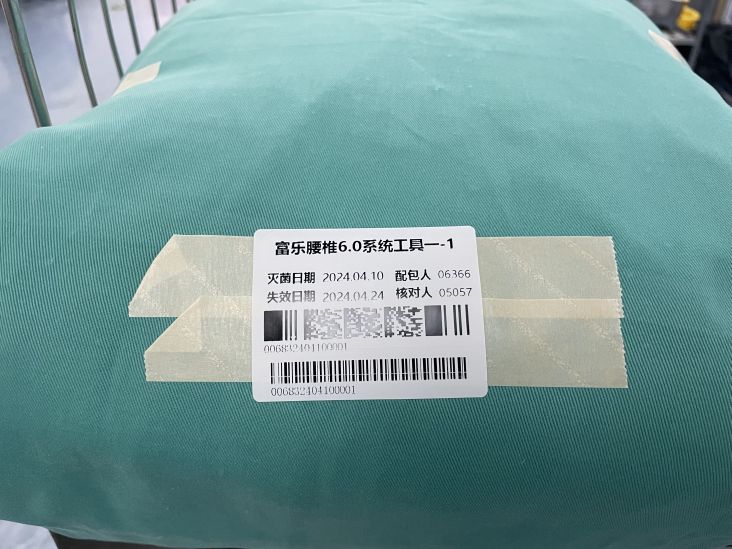 富乐腰椎6.0系统工具一-1
灭菌日期 2024.04.10 配包人 06366
失效日期 2024.04.24 核对人 05057
006832404100001
006832404100001